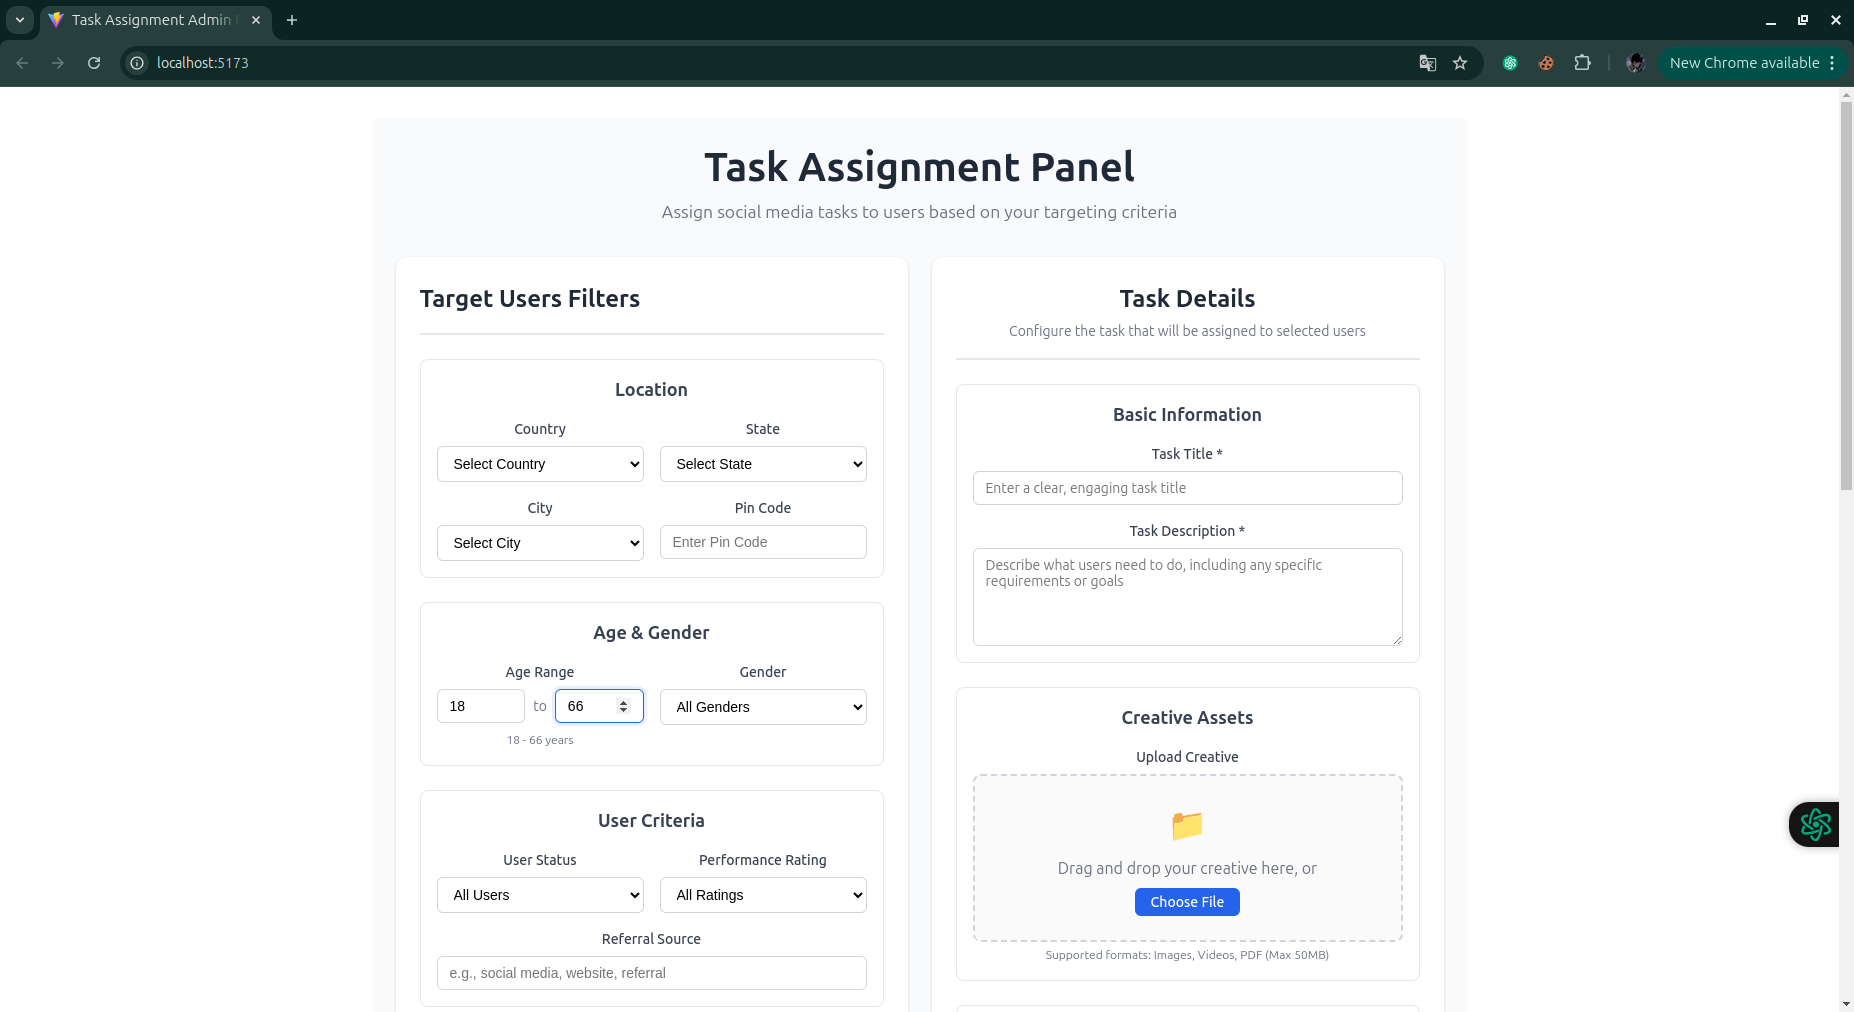 Task Assignment Admin
localhost:5173
New Chrome available
Task Assignment Panel
Assign social media tasks to users based on your targeting criteria
Target Users Filters
Location
Country
State
Select Country
Select State
City
Pin Code
Select City
Enter Pin Code
Age & Gender
Age Range
Gender
18
to
66
All Genders
18 - 66 years
User Criteria
User Status
Performance Rating
All Users
All Ratings
Referral Source
e.g., social media, website, referral
Task Details
Configure the task that will be assigned to selected users
Basic Information
Task Title *
Enter a clear, engaging task title
Task Description *
Describe what users need to do, including any specific
requirements or goals
Creative Assets
Upload Creative
Drag and drop your creative here, or
Choose File
Supported formats: Images, Videos, PDF (Max 50MB)